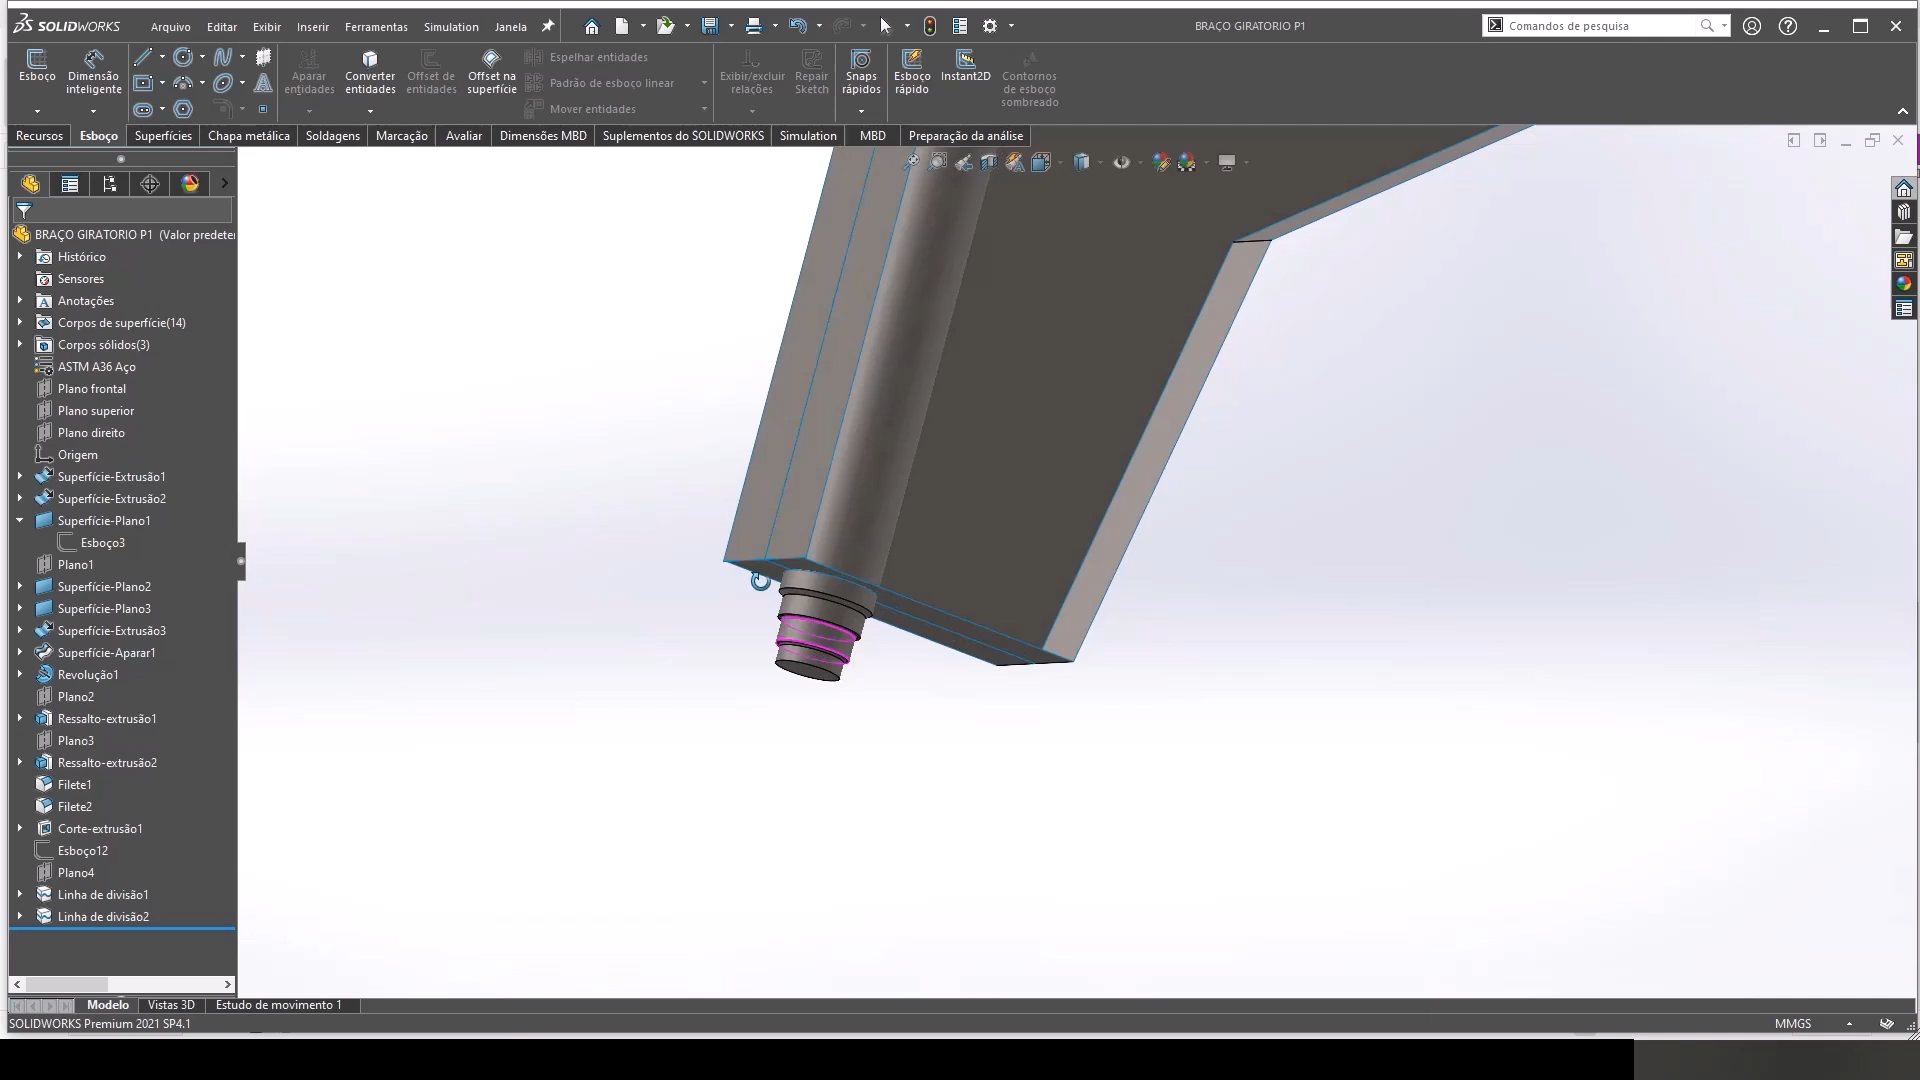 SOLIDWORKS Arquivo Editar Exibir Inserir Ferramentas Simulation Janela BRAÇO GIRATORIO P1 Comandos de pesquisa
Esboço
Dimensão
inteligente
Aparar
entidades
Converter
entidades
Offset de
entidades
Offset na
superfície
Espelhar entidades
Padrão de esboço linear
Mover entidades
Exibir/excluir
relações
Repair
Sketch
Snaps
rápidos
Esboço
rápido
Instant2D
Contornos
de esboço
sombreado
Recursos Esboço Superfícies Chapa metálica Soldagens Marcação Avaliar Dimensões MBD Suplementos do SOLIDWORKS Simulation MBD Preparação da análise
BRAÇO GIRATORIO P1 (Valor predeter
Histórico
Sensores
Anotações
Corpos de superfície(14)
Corpos sólidos(3)
ASTM A36 Aço
Plano frontal
Plano superior
Plano direito
Origem
Superfície-Extrusão1
Superfície-Extrusão2
Superfície-Plano1
Esboço3
Plano1
Superfície-Plano2
Superfície-Plano3
Superfície-Extrusão3
Superfície-Aparar1
Revolução1
Plano2
Ressalto-extrusão1
Plano3
Ressalto-extrusão2
Filete1
Filete2
Corte-extrusão1
Esboço12
Plano4
Linha de divisão1
Linha de divisão2
Modelo Vistas 3D Estudo de movimento 1
SOLIDWORKS Premium 2021 SP4.1 MMGS